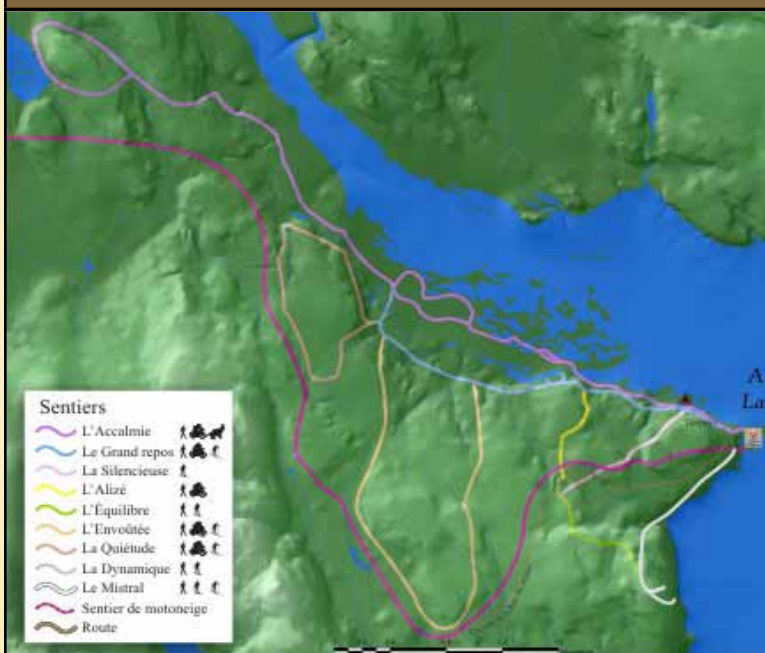 A
La
Sentiers
L'Accalmie
Le Grand repos
La Silencieuse
L'Alizé
L'Équilibre
L'Envoûtée
La Quiétude
La Dynamique
Le Mistral
Sentier de motoneige
Route